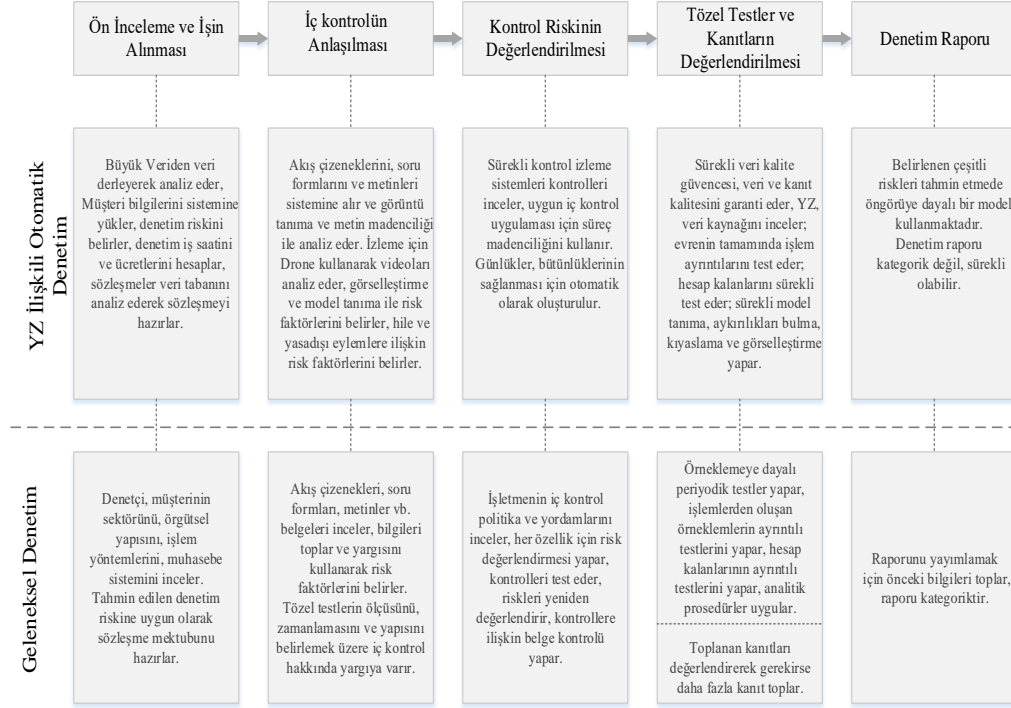 Ön İnceleme ve İşin
Alınması
İç kontrolün
Anlaşılması
Kontrol Riskinin
Değerlendirilmesi
Tözel Testler ve
Kanıtların
Değerlendirilmesi
Denetim Raporu
YZ İlişkili Otomatik
Denetim
Büyük Veriden veri
derleyerek analiz eder,
Müşteri bilgilerini sistemine
yükler, denetim riskini
belirler, denetim iş saatini
ve ücretlerini hesaplar,
sözleşmeler veri tabanını
analiz ederek sözleşmeyi
hazırlar.
Akış çizeneklerini, soru
formlarını ve metinleri
sistemine alır ve görüntü
tanıma ve metin madenciliği
ile analiz eder. İzleme için
Drone kullanarak videoları
analiz eder, görselleştirme
ve model tanıma ile risk
faktörlerini belirler, hile ve
yasadışı eylemlere ilişkin
risk faktörlerini belirler.
Sürekli kontrol izleme
sistemleri kontrolleri
inceler, uygun iç kontrol
uygulaması için süreç
madenciliğini kullanır.
Günlükler, bütünlüklerinin
sağlanması için otomatik
olarak oluşturulur.
Sürekli veri kalite
güvencesi, veri ve kanıt
kalitesini garanti eder, YZ,
veri kaynağını inceler;
evrenin tamamında işlem
ayrıntılarını test eder;
hesap kalanlarını sürekli
test eder; sürekli model
tanıma, aykırılıkları bulma,
kıyaslama ve görselleştirme
yapar.
Belirlenen çeşitli
riskleri tahmin etmede
öngörüye dayalı bir model
kullanmaktadır.
Denetim raporu
kategorik değil, sürekli
olabilir.
Geleneksel Denetim
Denetçi, müşterinin
sektörünü, örgütsel
yapısını, işlem
yöntemlerini, muhasebe
sistemini inceler.
Tahmin edilen denetim
riskine uygun olarak
sözleşme mektubunu
hazırlar.
Akış çizenekleri, soru
formları, metinler vb.
belgeleri inceler, bilgileri
toplar ve yargısını
kullanarak risk
faktörlerini belirler.
Tözel testlerin ölçüsünü,
zamanlamasını ve yapısını
belirlemek üzere iç kontrol
hakkında yargıya varır.
İşletmenin iç kontrol
politika ve yordamlarını
inceler, her özellik için risk
değerlendirmesi yapar,
kontrolleri test eder,
riskleri yeniden
değerlendirir, kontrollere
ilişkin belge kontrolü
yapar.
Örneklemeye dayalı
periyodik testler yapar,
işlemlerden oluşan
örneklemlerin ayrıntılı
testlerini yapar, hesap
kalanlarının ayrıntılı
testlerini yapar, analitik
prosedürler uygular.
Toplanan kanıtları
değerlendirerek gerekirse
daha fazla kanıt toplar.
Raporunu yayımlamak
için önceki bilgileri toplar,
raporu kategoriktir.